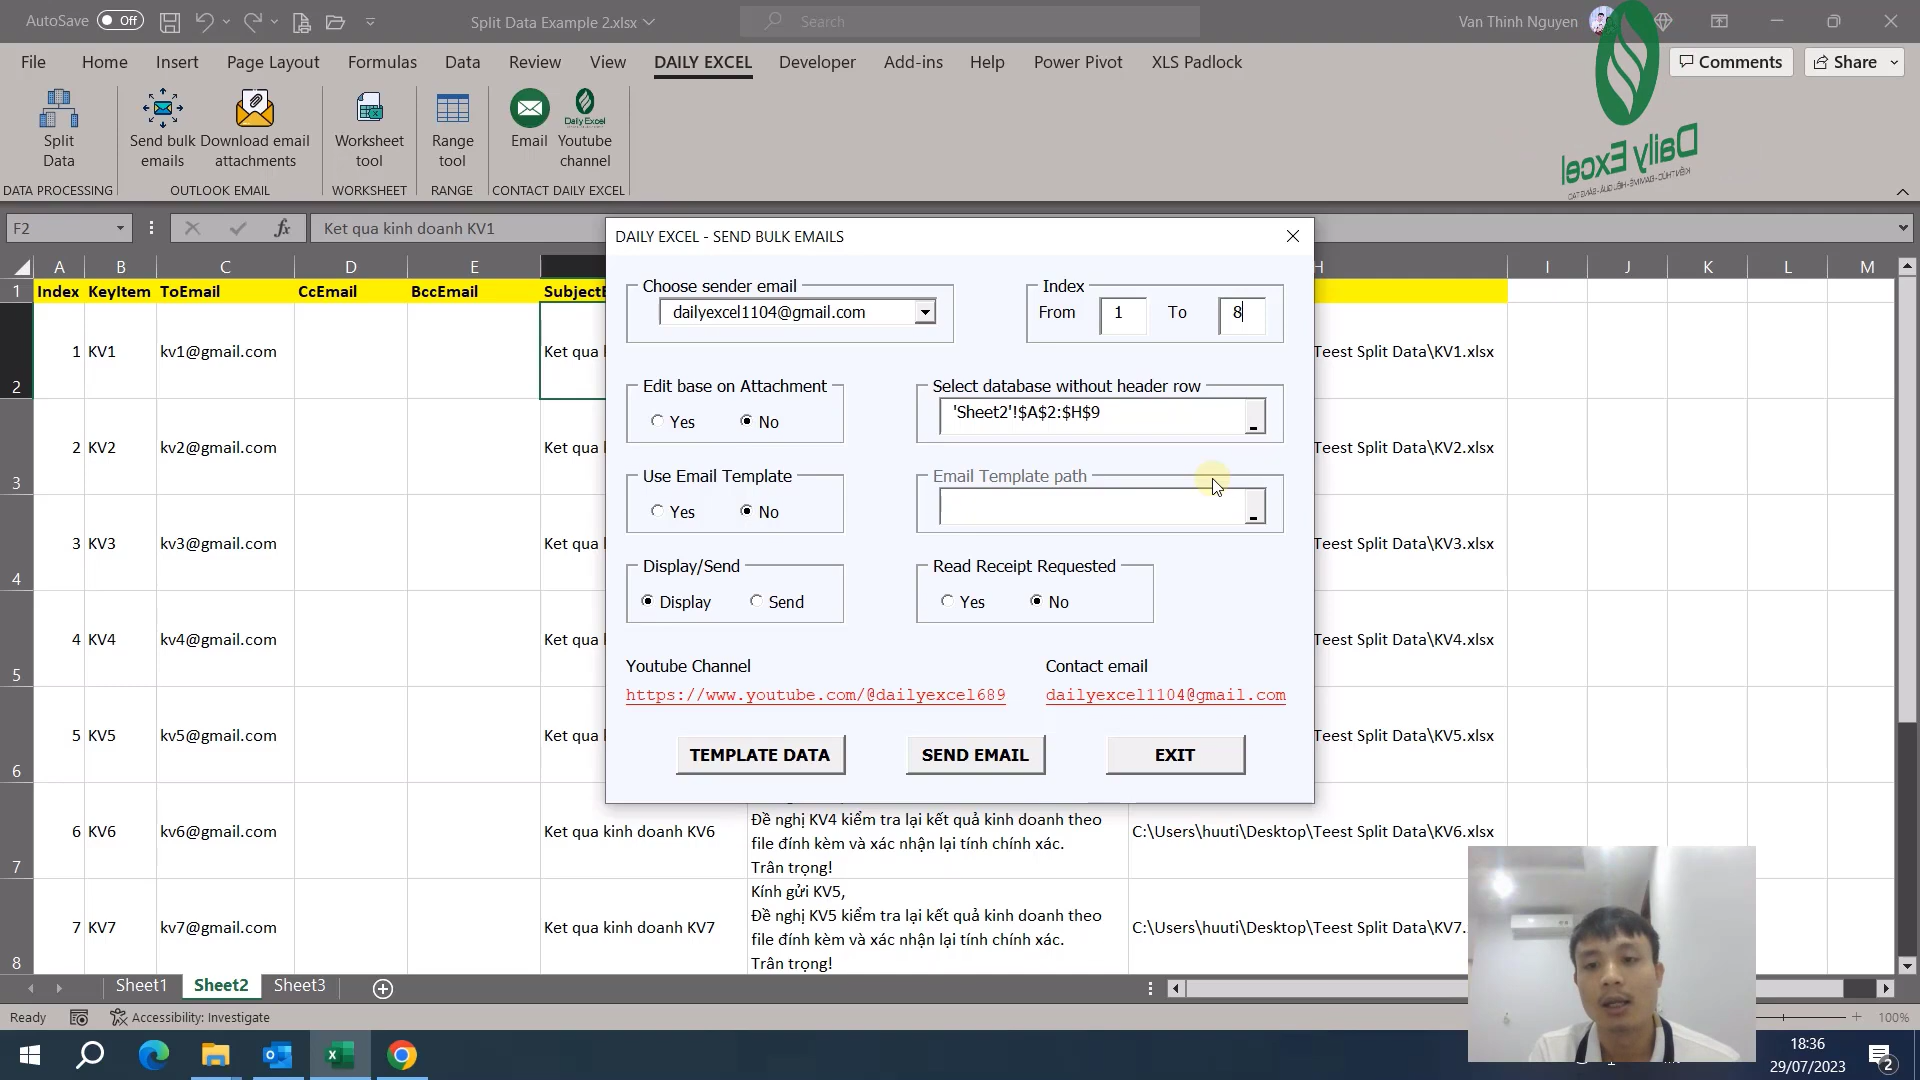 AutoSave Off
Split Data Example 2.xlsx
Search
Van Thinh Nguyen
File Home Insert Page Layout Formulas Data Review View DAILY EXCEL Developer Add-ins Help Power Pivot XLS Padlock
Comments Share
Split Data
Send bulk emails
Download email attachments
Worksheet tool
Range tool
Email
Daily Excel
Youtube channel
DATA PROCESSING OUTLOOK EMAIL WORKSHEET RANGE CONTACT DAILY EXCEL
Daily Excel
F2 fx Ket qua kinh doanh KV1
A B C D E H I J K L M
1 Index KeyItem ToEmail CcEmail BccEmail
2 1 KV1 kv1@gmail.com Teest Split Data\KV1.xlsx
3 2 KV2 kv2@gmail.com Teest Split Data\KV2.xlsx
4 3 KV3 kv3@gmail.com Teest Split Data\KV3.xlsx
5 4 KV4 kv4@gmail.com Teest Split Data\KV4.xlsx
6 5 KV5 kv5@gmail.com Teest Split Data\KV5.xlsx
7 6 KV6 kv6@gmail.com Ket qua kinh doanh KV6
Đề nghị KV4 kiểm tra lại kết quả kinh doanh theo
file đính kèm và xác nhận lại tính chính xác.
Trân trọng!
C:\Users\huuti\Desktop\Teest Split Data\KV6.xlsx
8 7 KV7 kv7@gmail.com Ket qua kinh doanh KV7
Kính gửi KV5,
Đề nghị KV5 kiểm tra lại kết quả kinh doanh theo
file đính kèm và xác nhận lại tính chính xác.
Trân trọng!
C:\Users\huuti\Desktop\Teest Split Data\KV7.
DAILY EXCEL - SEND BULK EMAILS
Choose sender email
dailyexcel1104@gmail.com
Index
From 1 To 8
Edit base on Attachment
Yes No
Select database without header row
'Sheet2'!$A$2:$H$9
Use Email Template
Yes No
Email Template path
Display/Send
Display Send
Read Receipt Requested
Yes No
Youtube Channel
https://www.youtube.com/@dailyexcel689
Contact email
dailyexcel1104@gmail.com
TEMPLATE DATA SEND EMAIL EXIT
Sheet1 Sheet2 Sheet3
Ready Accessibility: Investigate
100%
18:36
29/07/2023
2